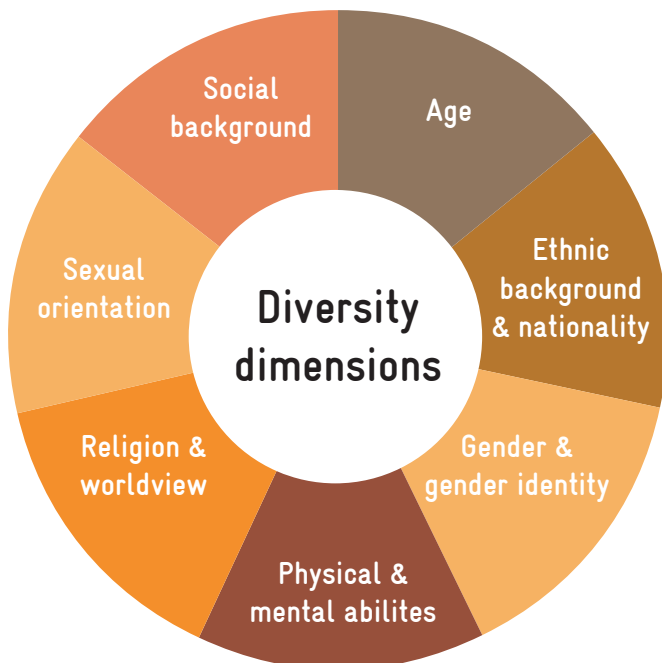 Social
background
Age
Ethnic
background
& nationality
Gender &
gender identity
Physical &
mental abilites
Religion &
worldview
Sexual
orientation
Diversity
dimensions